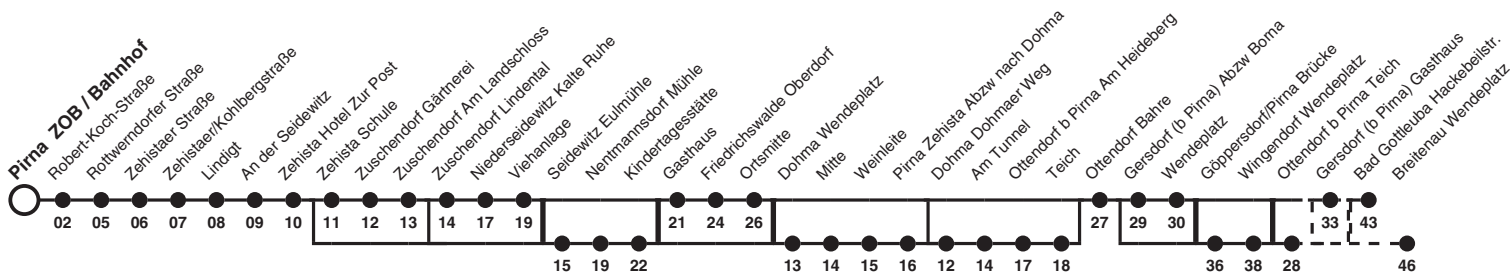 Pirna ZOB / Bahnhof
Robert-Koch-Straße
Rottwerndorfer Straße
Zehistaer Straße
Zehistaer/Kohlbergstraße
Lindigt
An der Seidewitz
Zehista Hotel Zur Post
Zehista Schule
Zuschendorf Gärtnerei
Zuschendorf Am Landschloss
Zuschendorf Lindental
Niederseidewitz Kalte Ruhe
Viehanlage
Seidewitz Eulmühle
Nentmannsdorf Mühle
Kindertagesstätte
Gasthaus
Friedrichswalde Oberdorf
Ortsmitte
Dohma Wendeplatz
Mitte
Weinleite
Pirna Zehista Abzw nach Dohma
Dohma Dohmaer Weg
Am Tunnel
Ottendorf b Pirna Am Heideberg
Teich
Ottendorf Bahre
Gersdorf (b Pirna) Abzw Borna
Wendeplatz
Göppersdorf/Pirna Brücke
Wingendorf Wendeplatz
Ottendorf b Pirna Teich
Gersdorf (b Pirna) Gasthaus
Bad Gottleuba Hackebeilstr.
Breitenau Wendeplatz
02 05 06 07 08 09 10 11 12 13 14 17 19 21 24 26 27 29 30 33 43
15 19 22 13 14 15 16 12 14 17 18 36 38 28 46